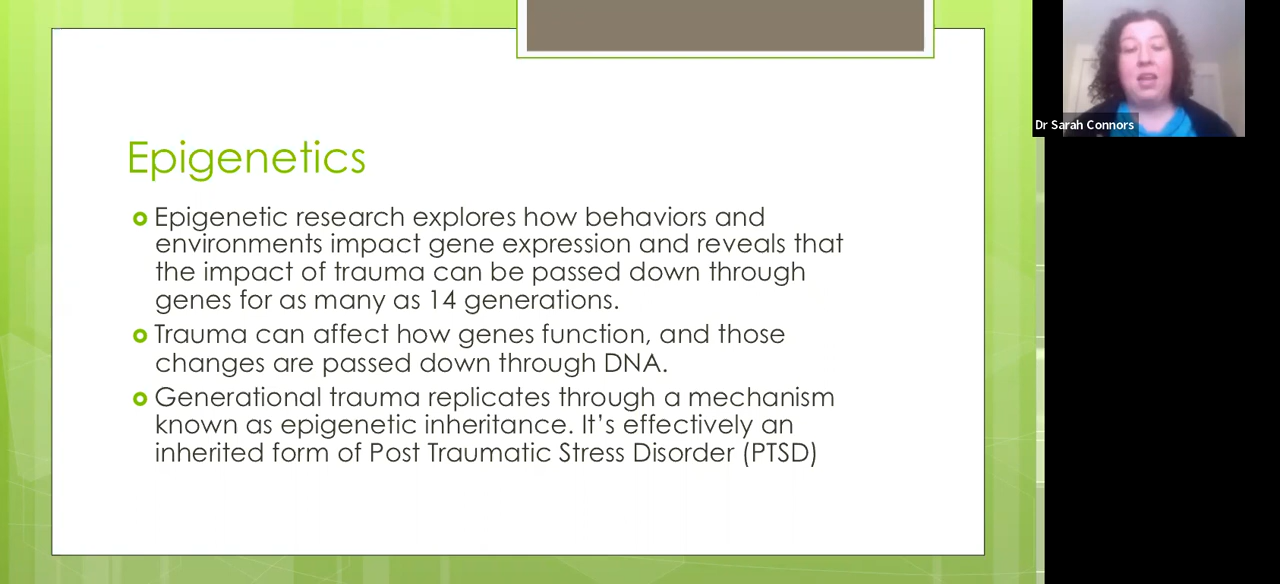 Epigenetics
Epigenetic research explores how behaviors and
environments impact gene expression and reveals that
the impact of trauma can be passed down through
genes for as many as 14 generations.
Trauma can affect how genes function, and those
changes are passed down through DNA.
Generational trauma replicates through a mechanism
known as epigenetic inheritance. It's effectively an
inherited form of Post Traumatic Stress Disorder (PTSD)
Dr Sarah Connors